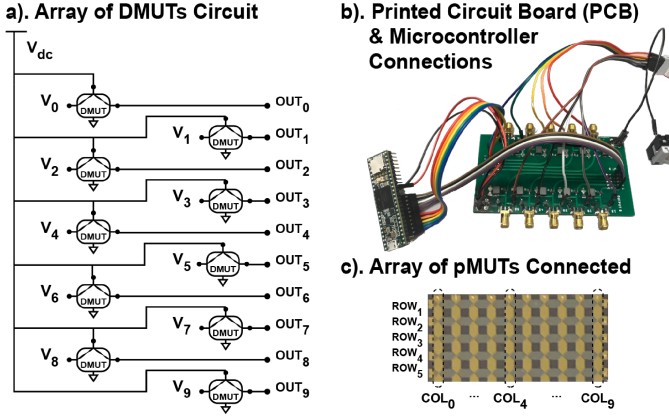 a). Array of DMUTs Circuit
V_dc
V_0
DMUT
OUT_0
V_1
DMUT
OUT_1
V_2
DMUT
OUT_2
V_3
DMUT
OUT_3
V_4
DMUT
OUT_4
V_5
DMUT
OUT_5
V_6
DMUT
OUT_6
V_7
DMUT
OUT_7
V_8
DMUT
OUT_8
V_9
DMUT
OUT_9
b). Printed Circuit Board (PCB)
& Microcontroller
Connections
c). Array of pMUTs Connected
ROW_1
ROW_2
ROW_3
ROW_4
ROW_5
COL_0 ... COL_4 ... COL_9